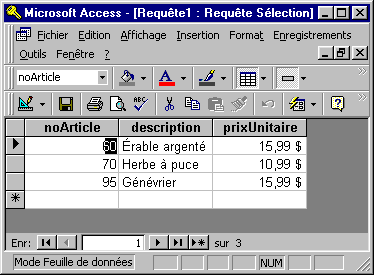 Microsoft Access - [Requête1 : Requête Sélection]
Fichier Edition Affichage Insertion Format Enregistrements
Outils Fenêtre ?
noArticle
ABC
noArticle description prixUnitaire
60 Érable argenté 15,99 $
70 Herbe à puce 10,99 $
95 Génévrier 15,99 $
Enr: 1 sur 3
Mode Feuille de données NUM